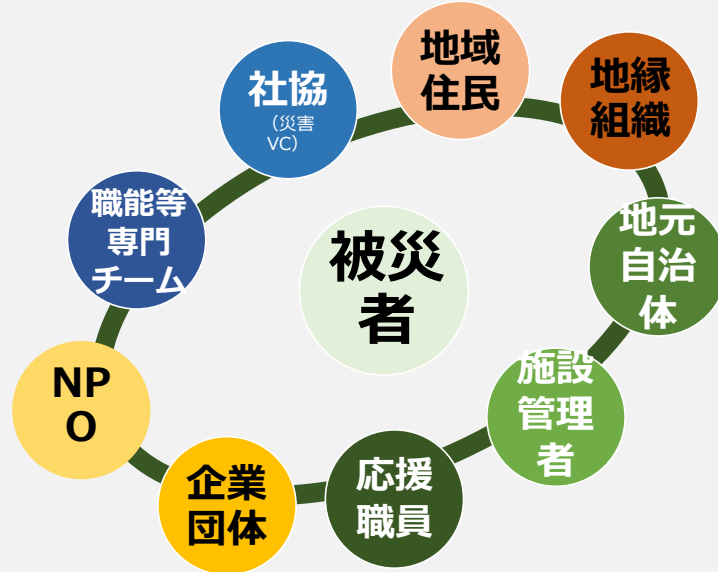 地域
住民
地縁
組織
社協
（災害
VC）
地元
自治
体
職能等
専門
チーム
被災
者
施設
管理
者
NP
O
応援
職員
企業
団体